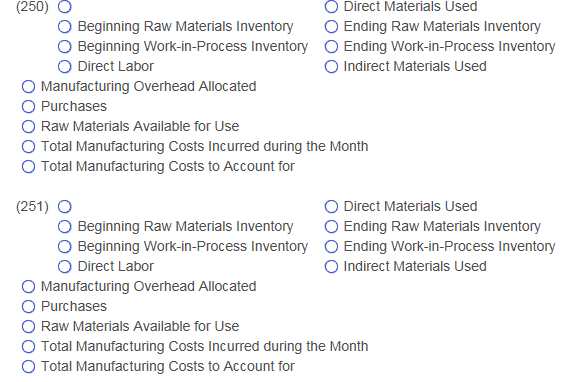 (250) Direct Materials Used
Beginning Raw Materials Inventory Ending Raw Materials Inventory
Beginning Work-in-Process Inventory Ending Work-in-Process Inventory
Direct Labor Indirect Materials Used
Manufacturing Overhead Allocated
Purchases
Raw Materials Available for Use
Total Manufacturing Costs Incurred during the Month
Total Manufacturing Costs to Account for
(251) Direct Materials Used
Beginning Raw Materials Inventory Ending Raw Materials Inventory
Beginning Work-in-Process Inventory Ending Work-in-Process Inventory
Direct Labor Indirect Materials Used
Manufacturing Overhead Allocated
Purchases
Raw Materials Available for Use
Total Manufacturing Costs Incurred during the Month
Total Manufacturing Costs to Account for